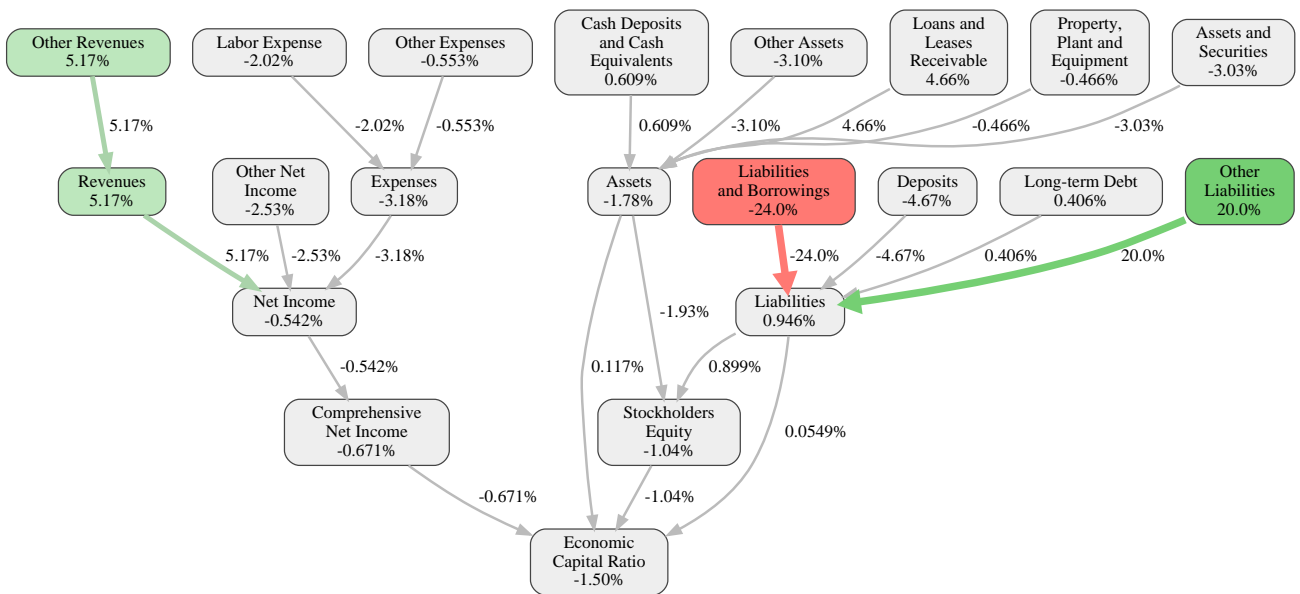 Other Revenues
5.17%
Labor Expense
-2.02%
Other Expenses
-0.553%
Cash Deposits
and Cash
Equivalents
0.609%
Other Assets
-3.10%
Loans and
Leases
Receivable
4.66%
Property,
Plant and
Equipment
-0.466%
Assets and
Securities
-3.03%
5.17%
-2.02%
-0.553%
0.609%
-3.10%
4.66%
-0.466%
-3.03%
Revenues
5.17%
Other Net
Income
-2.53%
Expenses
-3.18%
Assets
-1.78%
Liabilities
and Borrowings
-24.0%
Deposits
-4.67%
Long-term Debt
0.406%
Other
Liabilities
20.0%
5.17%
-2.53%
-3.18%
-24.0%
-4.67%
0.406%
20.0%
Net Income
-0.542%
-1.93%
Liabilities
0.946%
-0.542%
0.117%
0.899%
Comprehensive
Net Income
-0.671%
Stockholders
Equity
-1.04%
0.0549%
-0.671%
-1.04%
Economic
Capital Ratio
-1.50%